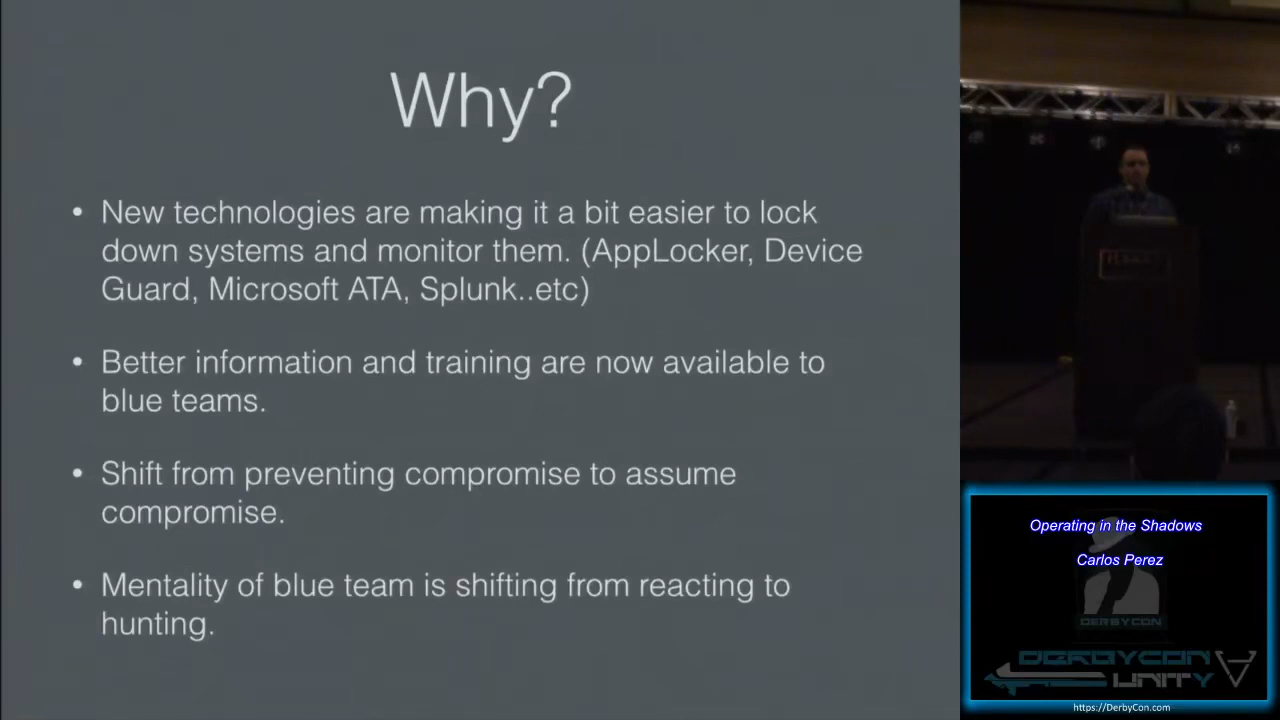 Why?
• New technologies are making it a bit easier to lock
down systems and monitor them. (AppLocker, Device
Guard, Microsoft ATA, Splunk..etc)
• Better information and training are now available to
blue teams.
• Shift from preventing compromise to assume
compromise.
• Mentality of blue team is shifting from reacting to
hunting.
Operating in the Shadows
Carlos Perez
DERBYCON
DERBYCON
UNITY
https://DerbyCon.com